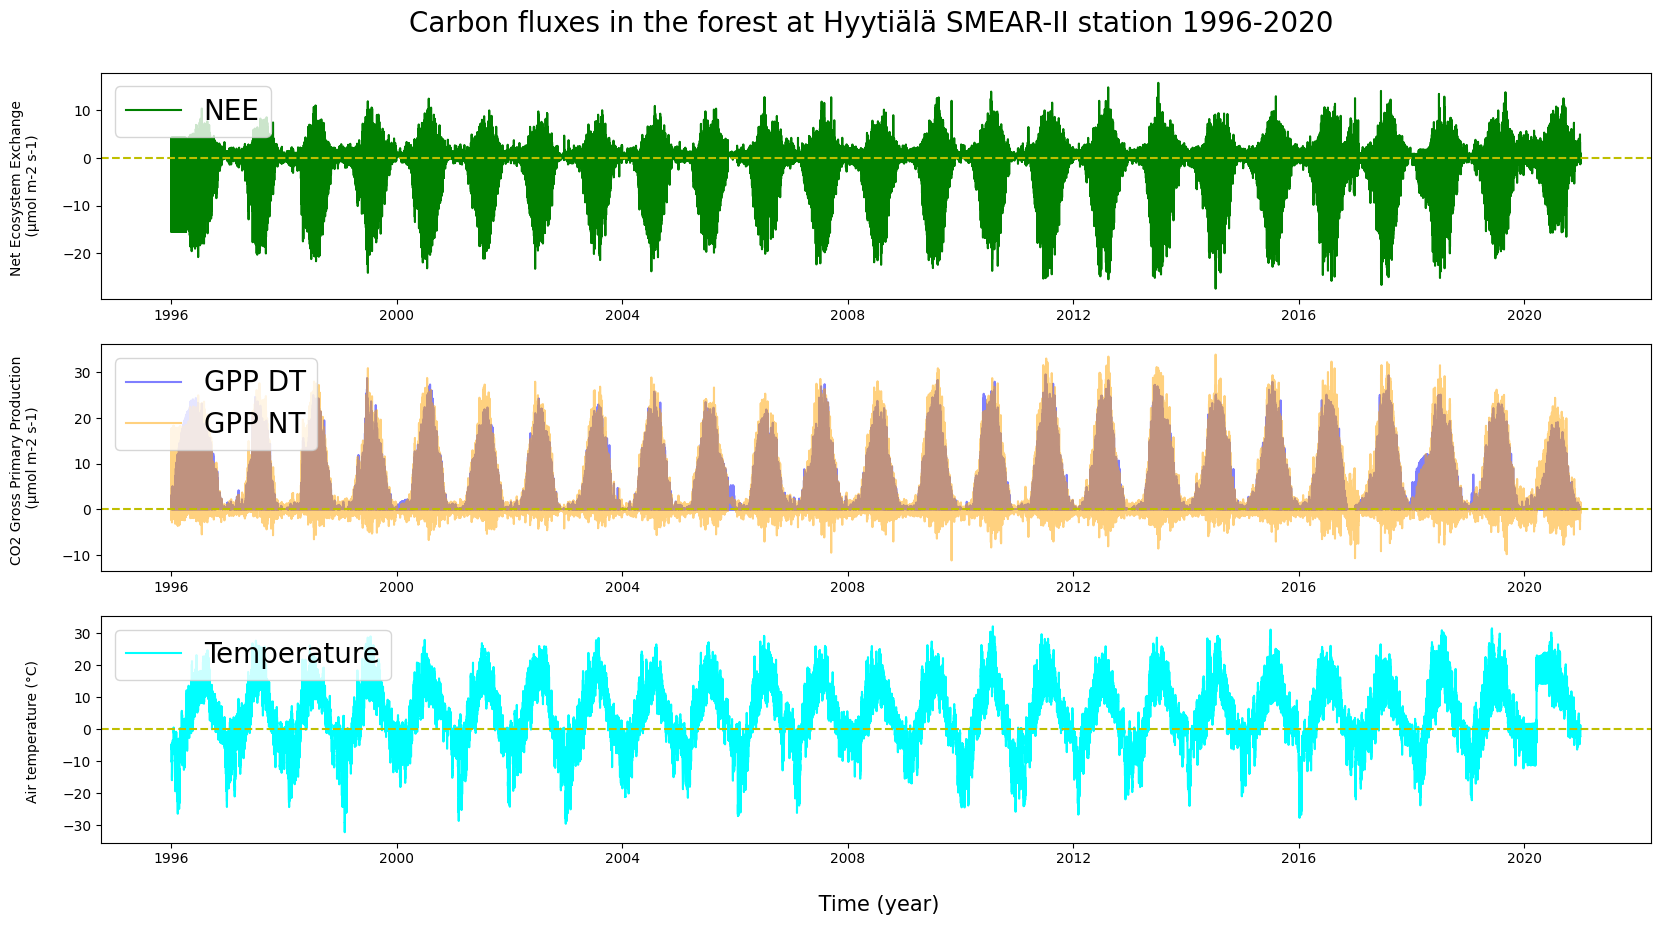 Carbon fluxes in the forest at Hyytiälä SMEAR-II station 1996-2020
Net Ecosystem Exchange
(μmol m-2 s-1)
NEE
10
0
−10
−20
1996 2000 2004 2008 2012 2016 2020
CO2 Gross Primary Production
(μmol m-2 s-1)
GPP DT
GPP NT
30
20
10
0
−10
1996 2000 2004 2008 2012 2016 2020
Air temperature (°C)
Temperature
30
20
10
0
−10
−20
−30
1996 2000 2004 2008 2012 2016 2020
Time (year)